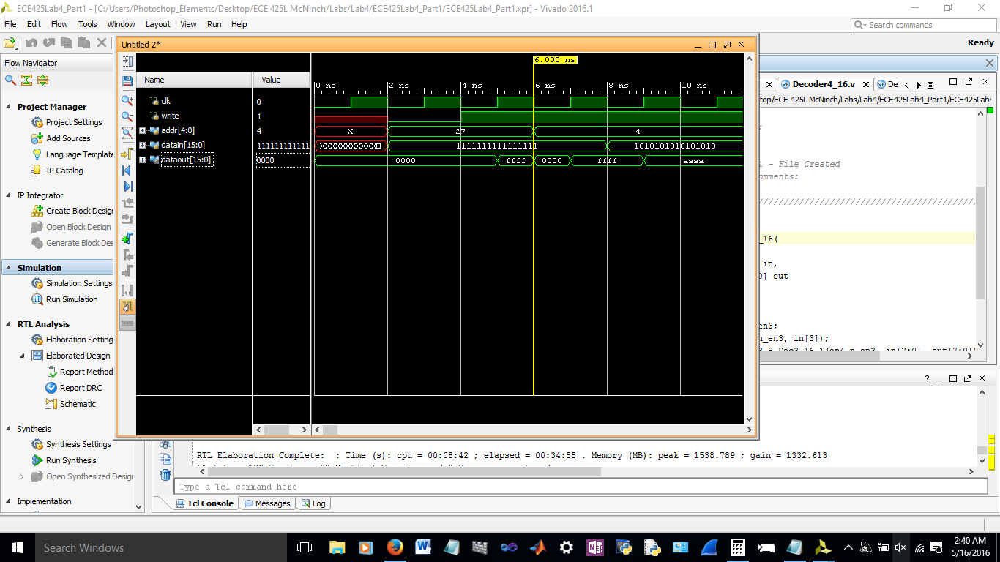 ECE425Lab4_Part1 - [C:/Users/Photoshop_Elements/Desktop/ECE 425L McNinch/Labs/Lab4/ECE425Lab4_Part1/ECE425Lab4_Part1.xpr] - Vivado 2016.1
File Edit Flow Tools Window Layout View Run Help
Search commands
Ready
Flow Navigator
Project Manager
Project Settings
Add Sources
Language Template
IP Catalog
IP Integrator
Create Block Design
Open Block Design
Generate Block Des
Simulation
Simulation Settings
Run Simulation
RTL Analysis
Elaboration Setting
Elaborated Design
Report Method
Report DRC
Schematic
Synthesis
Synthesis Settings
Run Synthesis
Open Synthesized Design
Implementation
Untitled 2*
Name Value
6.000 ns
0 ns 2 ns 4 ns 6 ns 8 ns 10 ns
clk 0
write 1
addr[4:0] 4 X 27 4
datain[15:0] 111111111111 1111111111111111 1010101010101010
dataout[15:0] 0000 0000 ffff 0000 ffff aaaa
Decoder4_16.v De
top/ECE 425L McNinch/Labs/Lab4/ECE425Lab4_Part1/ECE425Lab4
:
1 - File Created
omments:
/////////////////////////////////////
_16(
in,
0] out
en3;
n_en3, in[3]);
RTL Elaboration Complete: : Time (s): cpu = 00:08:42 ; elapsed = 00:34:55 . Memory (MB): peak = 1538.789 ; gain = 1332.613
Type a Tcl command here
Tcl Console Messages Log
Search Windows
2:40 AM
5/16/2016